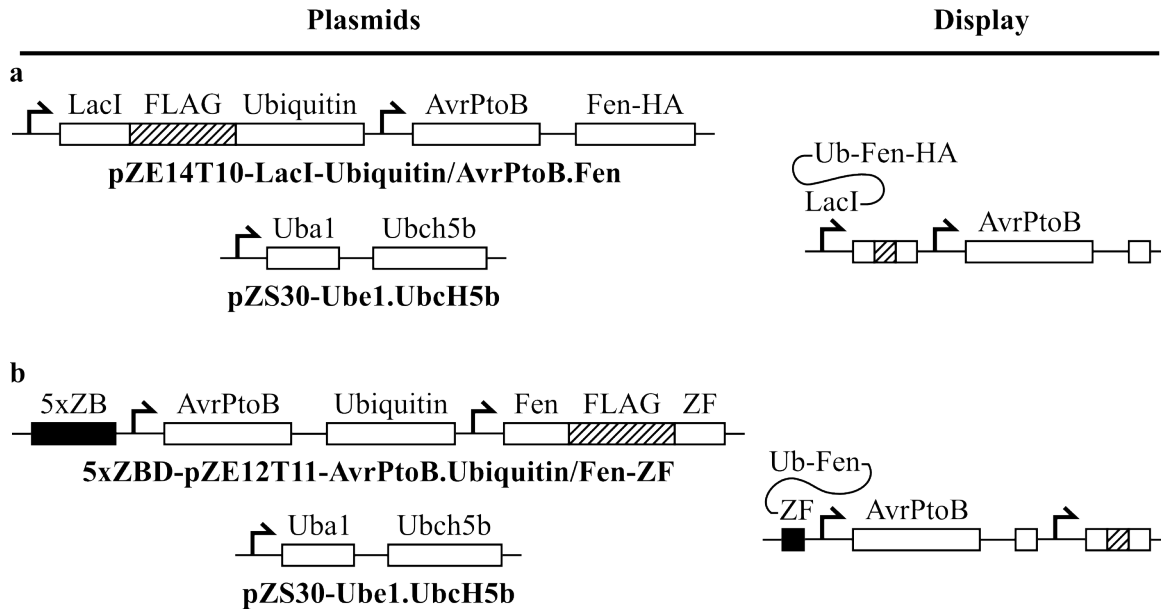 Plasmids Display
a
LacI FLAG Ubiquitin AvrPtoB Fen-HA
pZE14T10-LacI-Ubiquitin/AvrPtoB.Fen
Uba1 Ubch5b
pZS30-Ube1.UbcH5b
Ub-Fen-HA
LacI
AvrPtoB
b
5xZB AvrPtoB Ubiquitin Fen FLAG ZF
5xZBD-pZE12T11-AvrPtoB.Ubiquitin/Fen-ZF
Uba1 Ubch5b
pZS30-Ube1.UbcH5b
Ub-Fen
ZF AvrPtoB